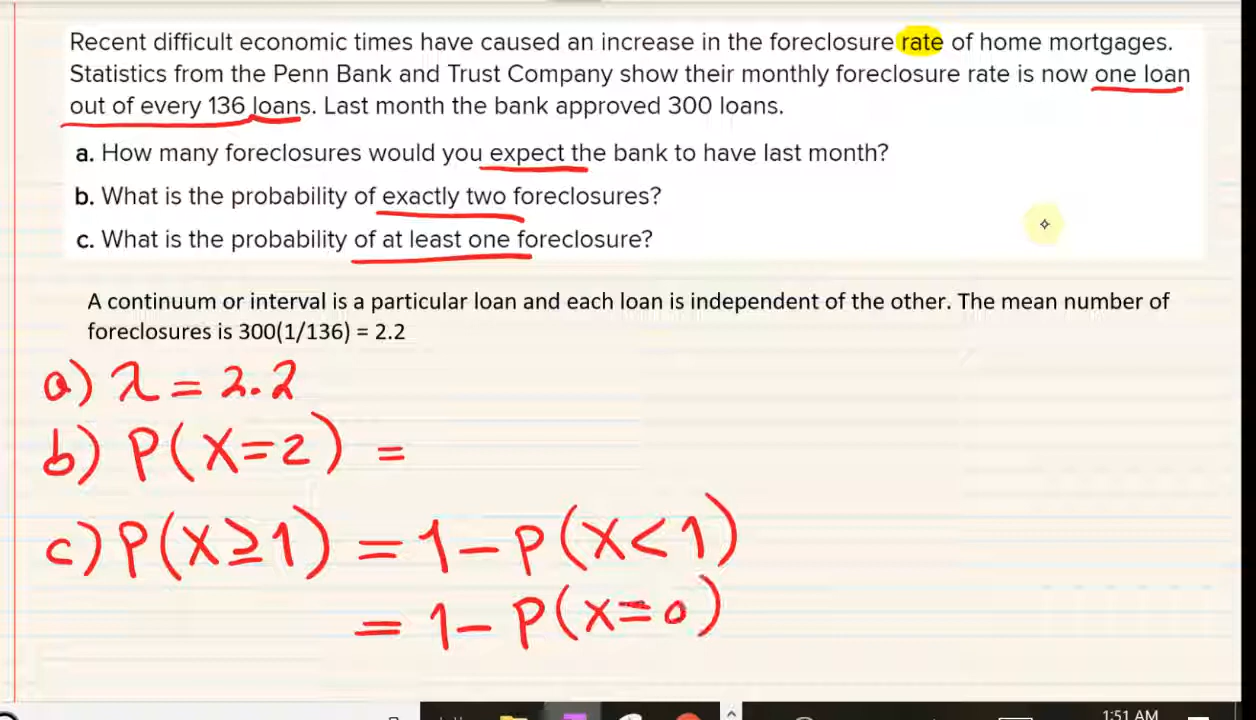 Recent difficult economic times have caused an increase in the foreclosure rate of home mortgages.
Statistics from the Penn Bank and Trust Company show their monthly foreclosure rate is now one loan
out of every 136 loans. Last month the bank approved 300 loans.
a. How many foreclosures would you expect the bank to have last month?
b. What is the probability of exactly two foreclosures?
c. What is the probability of at least one foreclosure?
A continuum or interval is a particular loan and each loan is independent of the other. The mean number of
foreclosures is 300(1/136) = 2.2
a) λ = 2.2
b) P(X=2) =
c) P(X≥1) = 1 - P(X<1)
= 1 - P(X=0)
1:51 AM